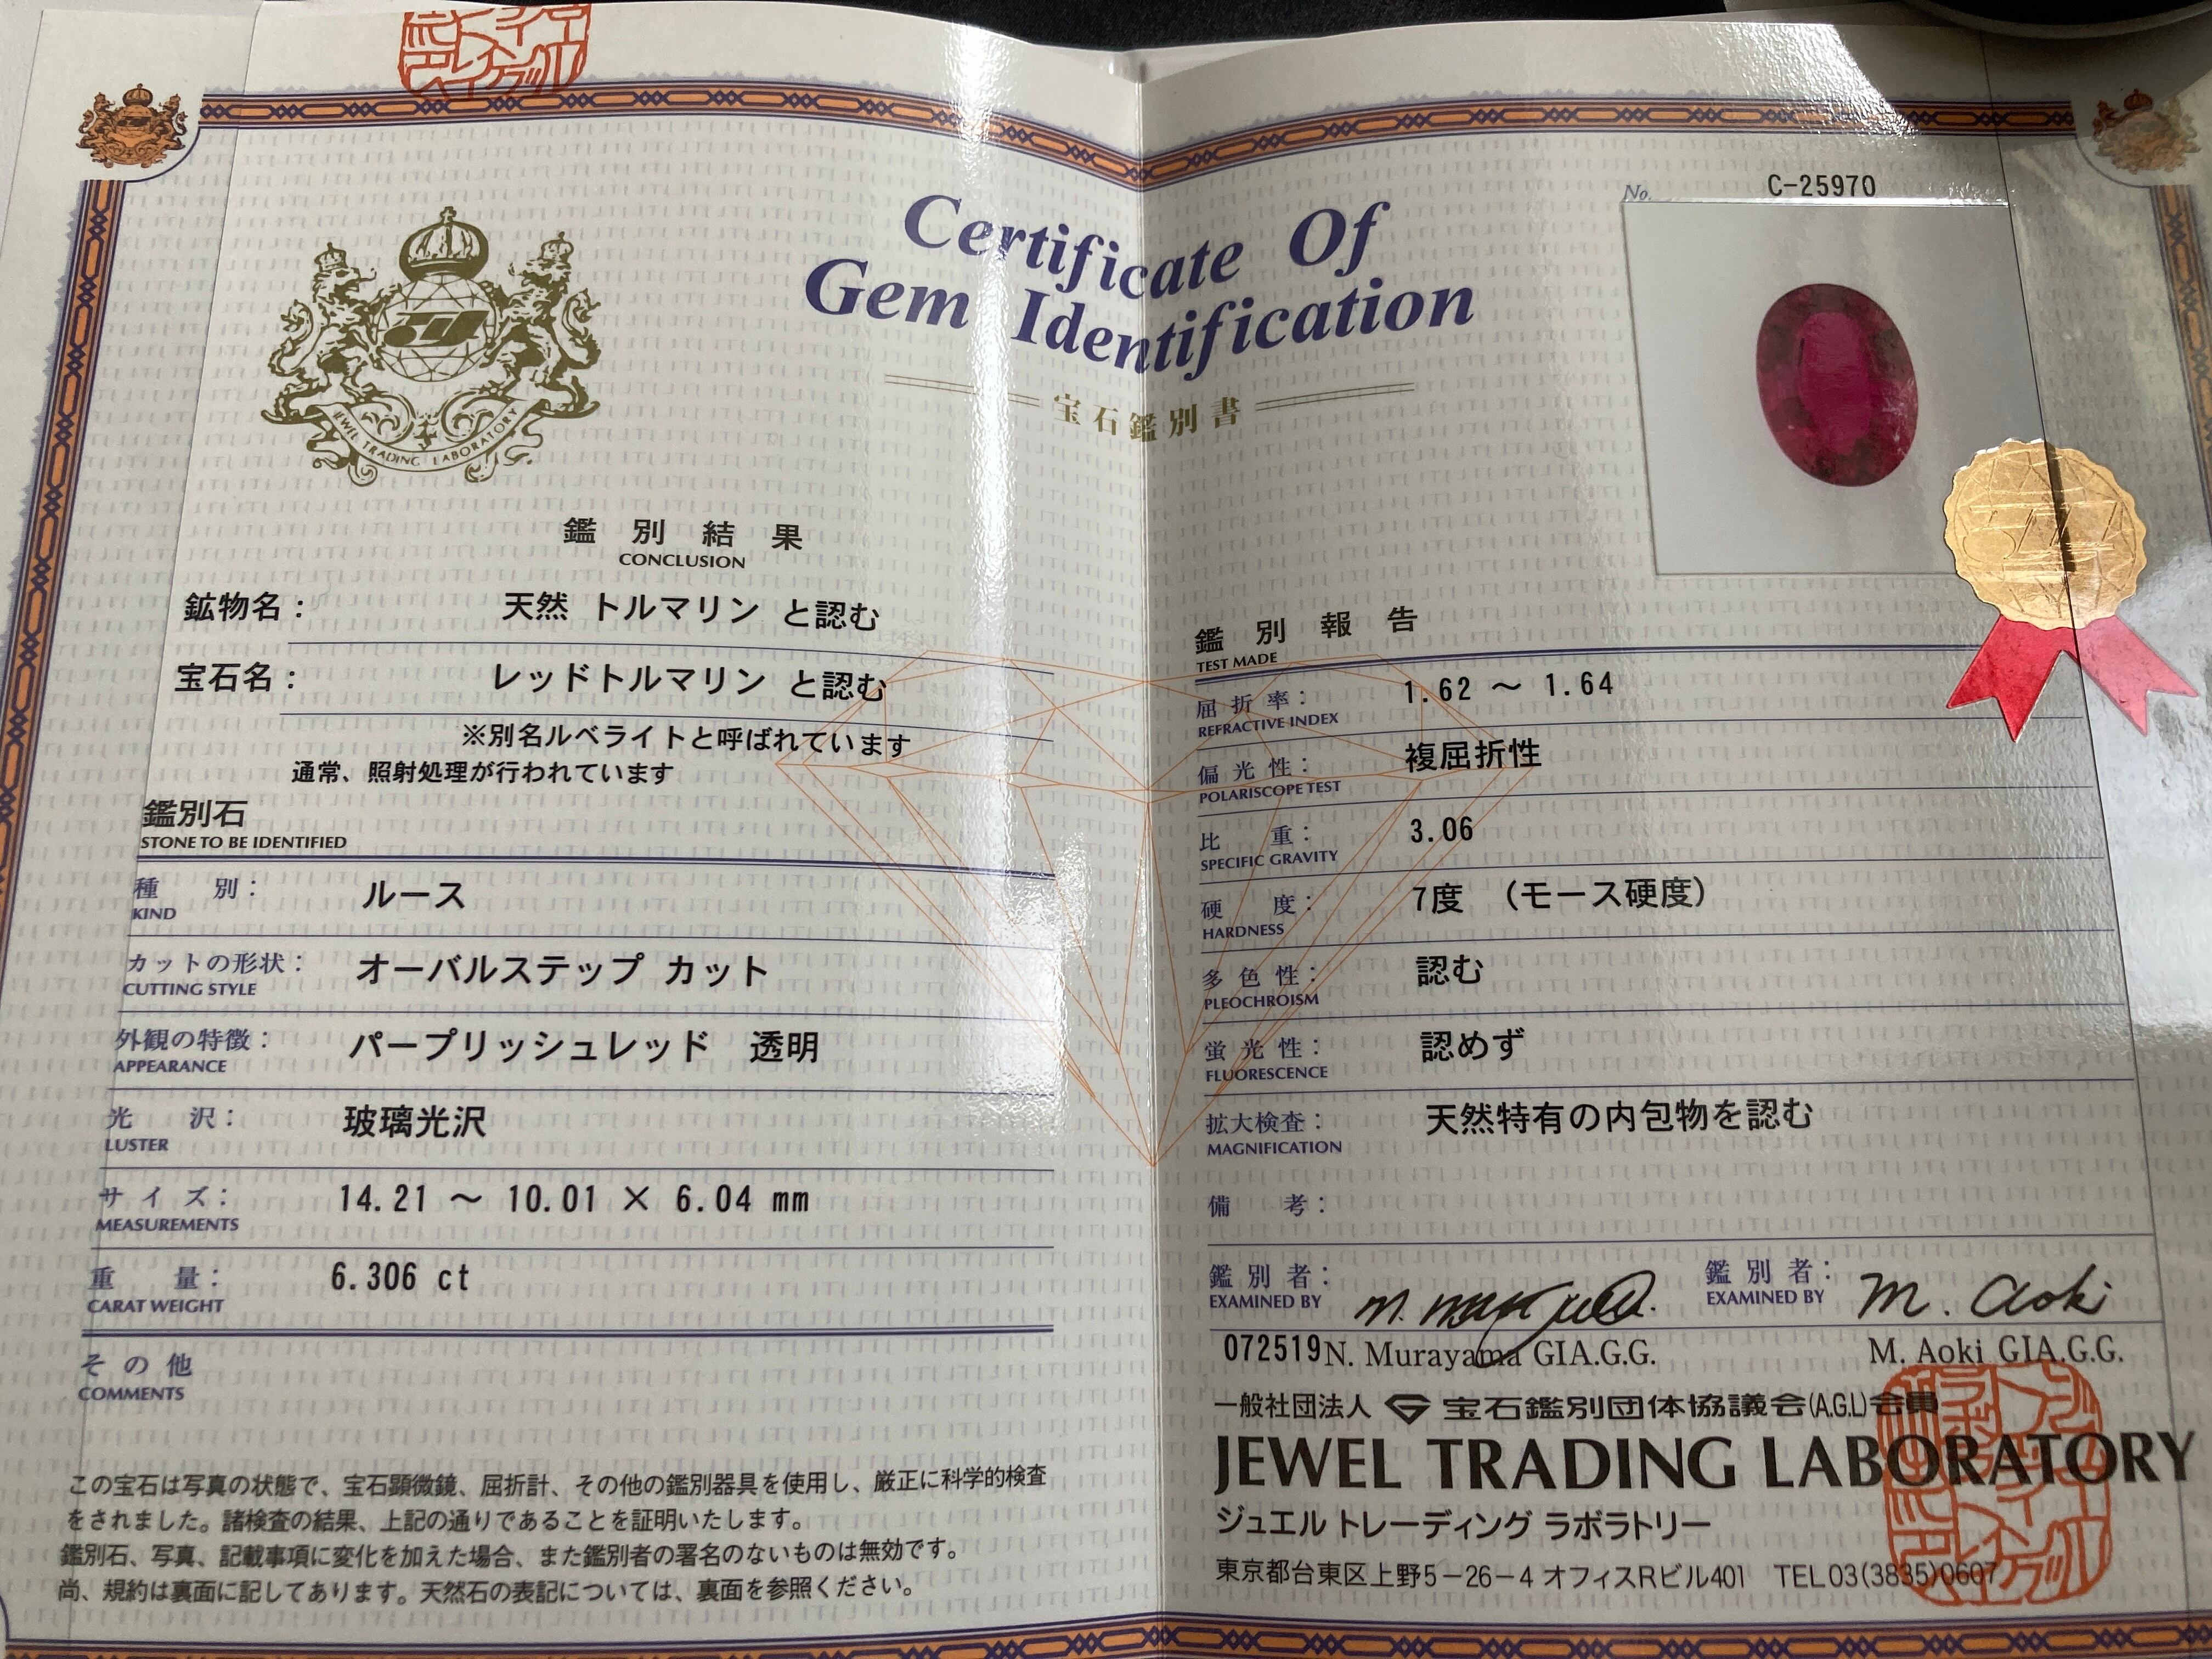 Certificate Of
Gem Identification
宝石鑑別書
JEWEL TRADING LABORATORY
No. C-25970
鑑別結果
CONCLUSION
鉱物名： 天然 トルマリン と認む
宝石名： レッドトルマリン と認む
※別名ルベライトと呼ばれています
通常、照射処理が行われています
鑑別石
STONE TO BE IDENTIFIED
種別： ルース
KIND
カットの形状： オーバルステップ カット
CUTTING STYLE
外観の特徴： パープリッシュレッド 透明
APPEARANCE
光沢： 玻璃光沢
LUSTER
サイズ： 14.21 ～ 10.01 × 6.04 mm
MEASUREMENTS
重量： 6.306 ct
CARAT WEIGHT
その他
COMMENTS
この宝石は写真の状態で、宝石顕微鏡、屈折計、その他の鑑別器具を使用し、厳正に科学的検査
をされました。諸検査の結果、上記の通りであることを証明いたします。
鑑別石、写真、記載事項に変化を加えた場合、また鑑別者の署名のないものは無効です。
尚、規約は裏面に記してあります。天然石の表記については、裏面を参照ください。
鑑別報告
TEST MADE
屈折率： 1.62 ～ 1.64
REFRACTIVE INDEX
偏光性： 複屈折性
POLARISCOPE TEST
比重： 3.06
SPECIFIC GRAVITY
硬度： 7度 （モース硬度）
HARDNESS
多色性： 認む
PLEOCHROISM
蛍光性： 認めず
FLUORESCENCE
拡大検査： 天然特有の内包物を認む
MAGNIFICATION
備考：
鑑別者： 鑑別者：
EXAMINED BY EXAMINED BY M. Aoki
072519 N. Murayama GIA.G.G. M. Aoki GIA.G.G.
一般社団法人 宝石鑑別団体協議会(A.G.L)会員
JEWEL TRADING LABORATORY
ジュエル トレーディング ラボラトリー
東京都台東区上野5－26－4 オフィスRビル401 TEL03(3835)0607